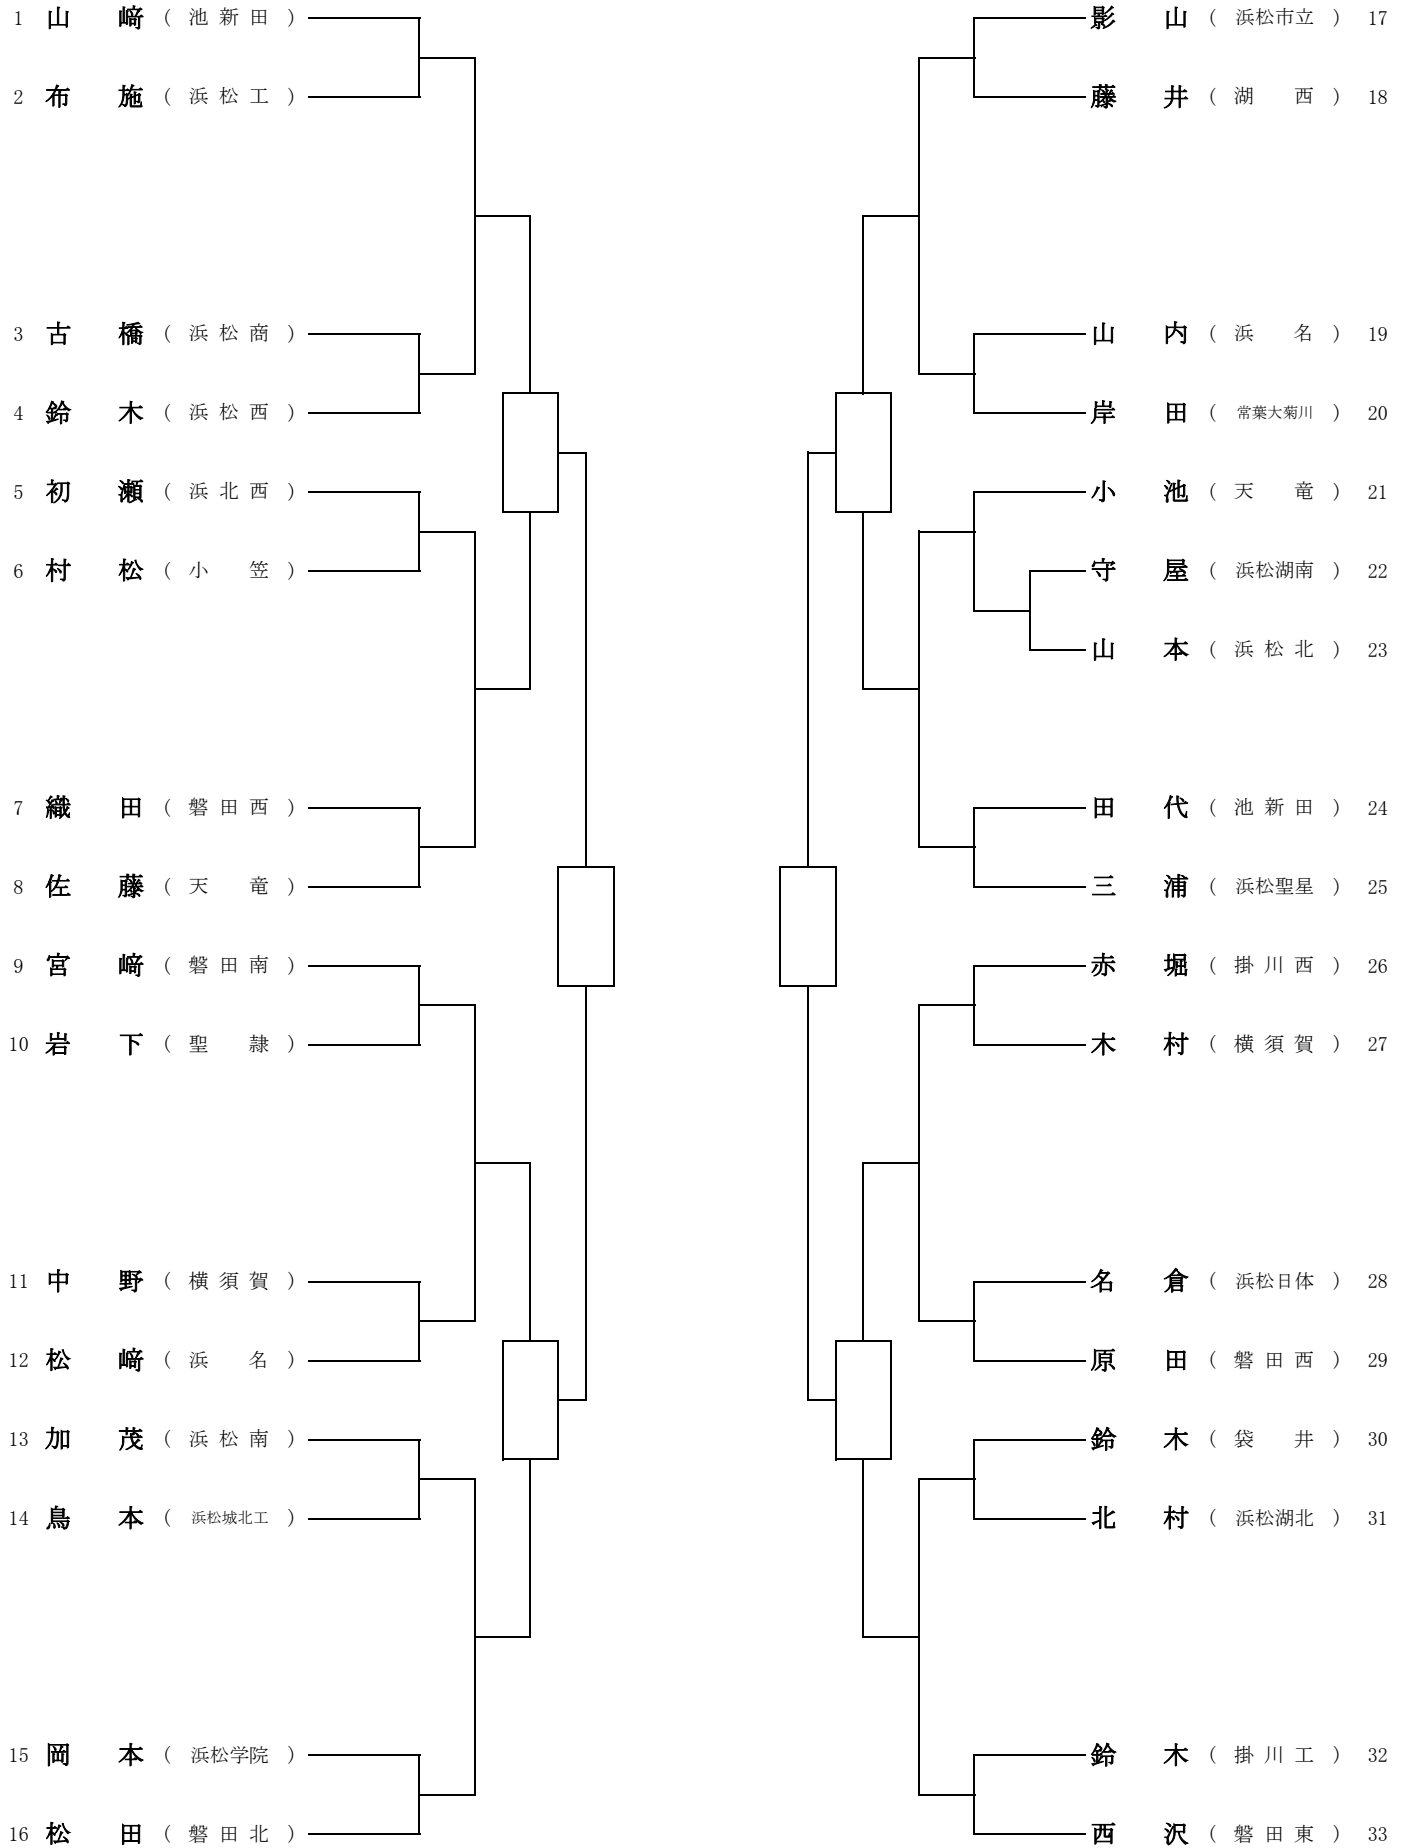 1 山 﨑 ( 池 新 田 )
2 布 施 ( 浜 松 工 )
3 古 橋 ( 浜 松 商 )
4 鈴 木 ( 浜 松 西 )
5 初 瀬 ( 浜 北 西 )
6 村 松 ( 小 笠 )
7 織 田 ( 磐 田 西 )
8 佐 藤 ( 天 竜 )
9 宮 﨑 ( 磐 田 南 )
10 岩 下 ( 聖 隷 )
11 中 野 ( 横 須 賀 )
12 松 﨑 ( 浜 名 )
13 加 茂 ( 浜 松 南 )
14 鳥 本 ( 浜松城北工 )
15 岡 本 ( 浜松学院 )
16 松 田 ( 磐 田 北 )
影 山 ( 浜松市立 ) 17
藤 井 ( 湖 西 ) 18
山 内 ( 浜 名 ) 19
岸 田 ( 常葉大菊川 ) 20
小 池 ( 天 竜 ) 21
守 屋 ( 浜松湖南 ) 22
山 本 ( 浜 松 北 ) 23
田 代 ( 池 新 田 ) 24
三 浦 ( 浜松聖星 ) 25
赤 堀 ( 掛 川 西 ) 26
木 村 ( 横 須 賀 ) 27
名 倉 ( 浜松日体 ) 28
原 田 ( 磐 田 西 ) 29
鈴 木 ( 袋 井 ) 30
北 村 ( 浜松湖北 ) 31
鈴 木 ( 掛 川 工 ) 32
西 沢 ( 磐 田 東 ) 33